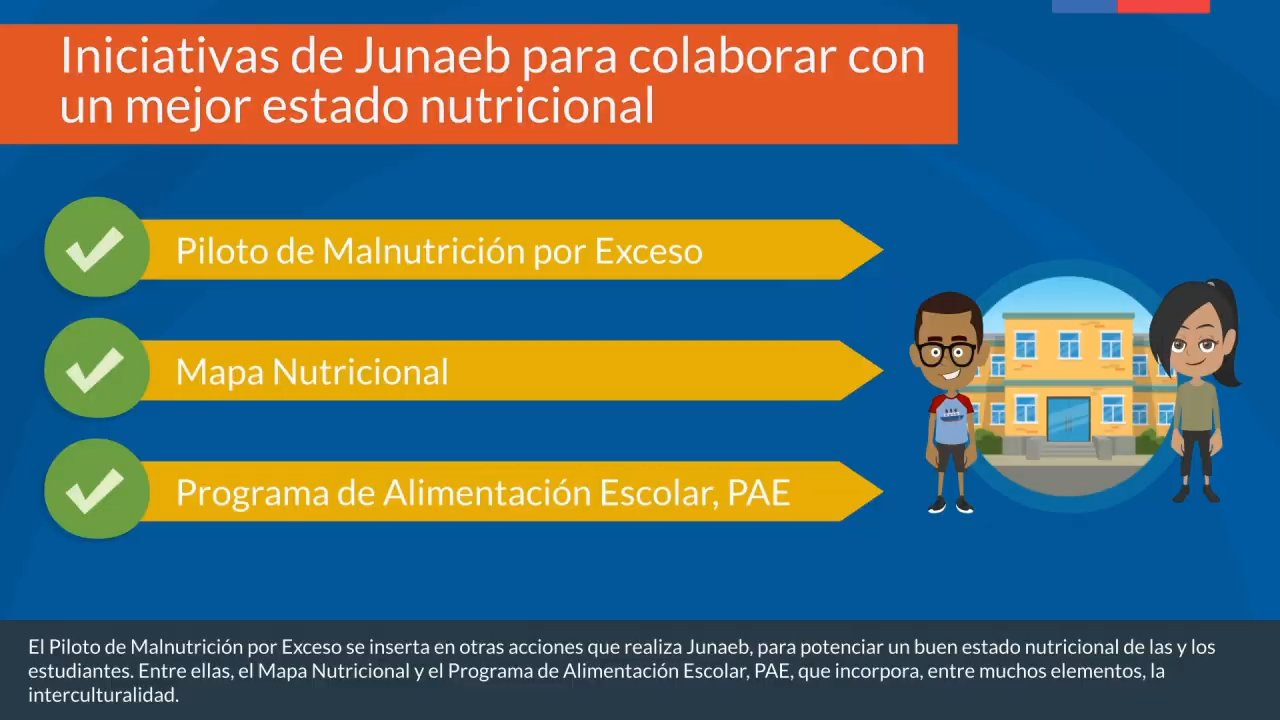 Iniciativas de Junaeb para colaborar con
un mejor estado nutricional
Piloto de Malnutrición por Exceso
Mapa Nutricional
Programa de Alimentación Escolar, PAE
El Piloto de Malnutrición por Exceso se inserta en otras acciones que realiza Junaeb, para potenciar un buen estado nutricional de las y los
estudiantes. Entre ellas, el Mapa Nutricional y el Programa de Alimentación Escolar, PAE, que incorpora, entre muchos elementos, la
interculturalidad.